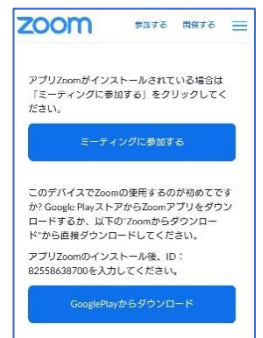 zoom 参加する 開催する
アプリZoomがインストールされている場合は
「ミーティングに参加する」をクリックしてく
ださい。
ミーティングに参加する
このデバイスでZoomの使用するのが初めてです
か? Google PlayストアからZoomアプリをダウン
ロードするか、以下の"Zoomからダウンロー
ド"から直接ダウンロードしてください。
アプリZoomのインストール後、ID：
82558638700を入力してください。
GooglePlayからダウンロード